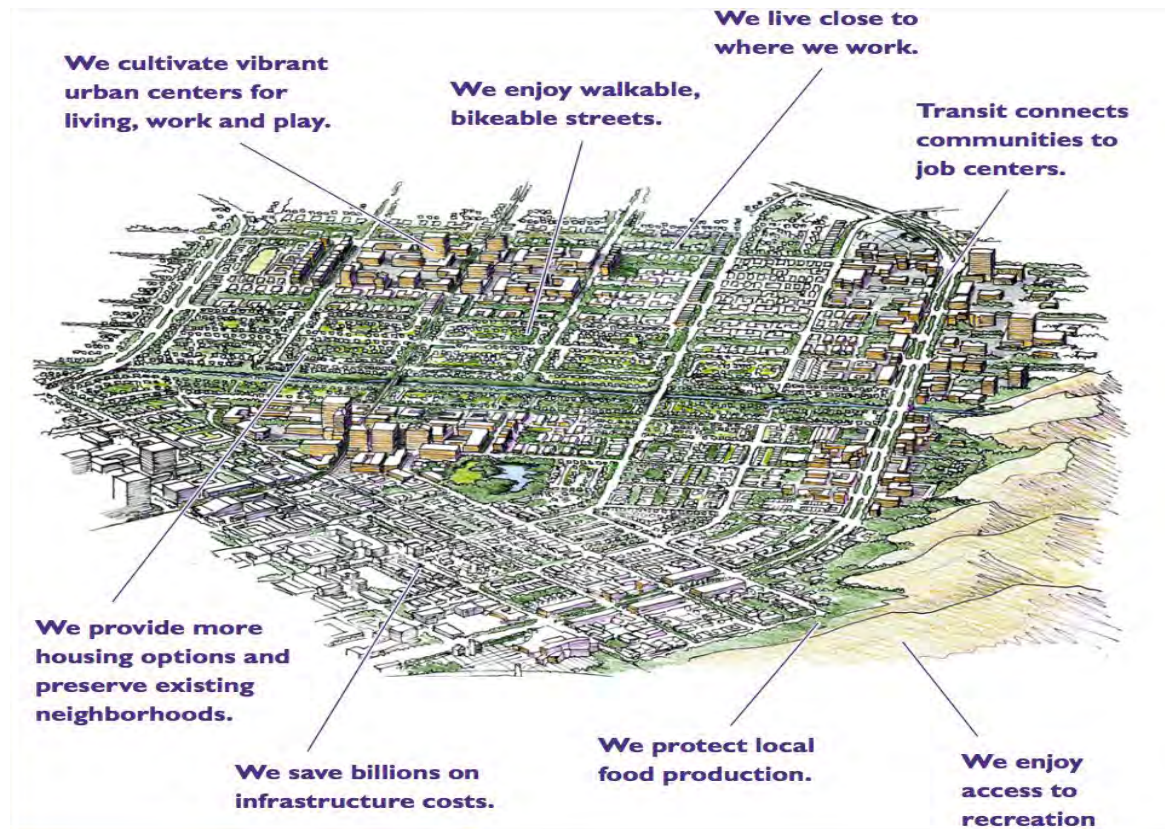 We live close to
where we work.
We cultivate vibrant
urban centers for
living, work and play.
We enjoy walkable,
bikeable streets.
Transit connects
communities to
job centers.
We provide more
housing options and
preserve existing
neighborhoods.
We save billions on
infrastructure costs.
We protect local
food production.
We enjoy
access to
recreation